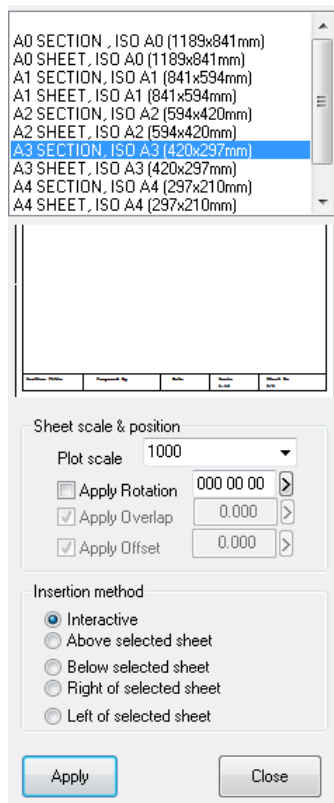 A0 SECTION , ISO A0 (1189x841mm)
A0 SHEET, ISO A0 (1189x841mm)
A1 SECTION, ISO A1 (841x594mm)
A1 SHEET, ISO A1 (841x594mm)
A2 SECTION, ISO A2 (594x420mm)
A2 SHEET, ISO A2 (594x420mm)
A3 SECTION, ISO A3 (420x297mm)
A3 SHEET, ISO A3 (420x297mm)
A4 SECTION, ISO A4 (297x210mm)
A4 SHEET, ISO A4 (297x210mm)
Sheet scale & position
Plot scale 1000
Apply Rotation 000 00 00 >
Apply Overlap 0.000 >
Apply Offset 0.000 >
Insertion method
Interactive
Above selected sheet
Below selected sheet
Right of selected sheet
Left of selected sheet
Apply Close